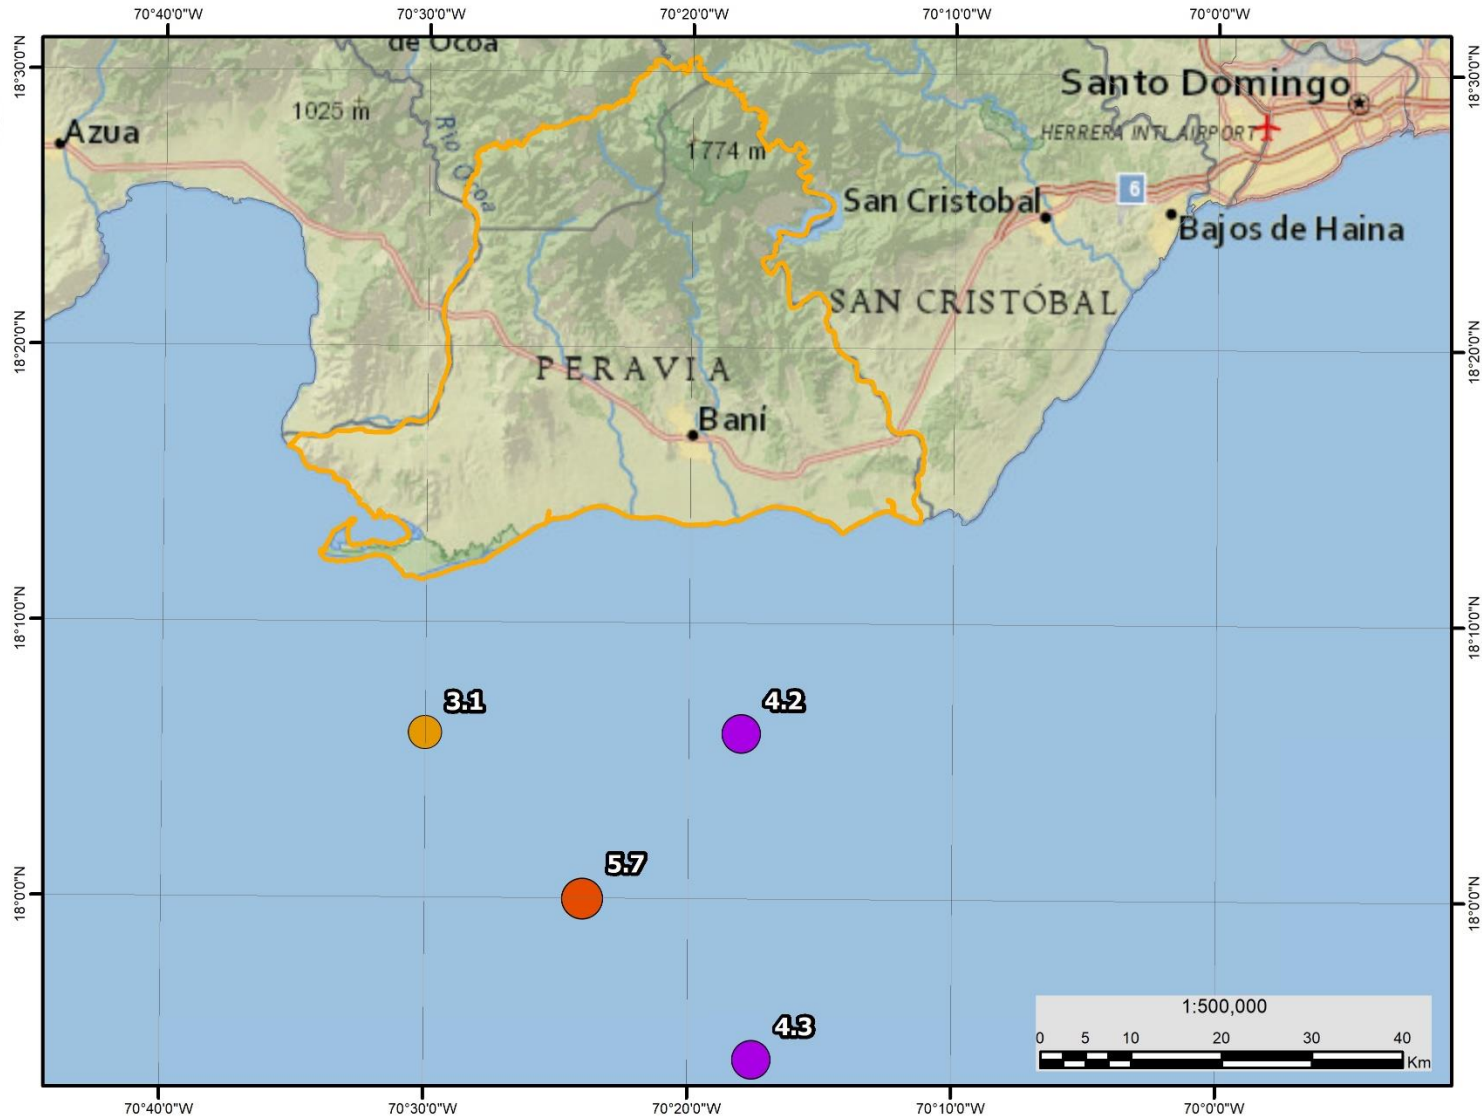 70°40'0"W 70°30'0"W 70°20'0"W 70°10'0"W 70°0'0"W
de Ocoa
18°30'0"N
18°30'0"N
Santo Domingo
1025 m
Azua
Rio Ocoa
HERRERA INTL AIRPORT
1774 m
6
San Cristobal
Bajos de Haina
SAN CRISTÓBAL
18°20'0"N
18°20'0"N
PERAVIA
Baní
18°10'0"N
18°10'0"N
3.1
4.2
5.7
18°0'0"N
18°0'0"N
4.3
1:500,000
0 5 10 20 30 40
Km
70°40'0"W 70°30'0"W 70°20'0"W 70°10'0"W 70°0'0"W